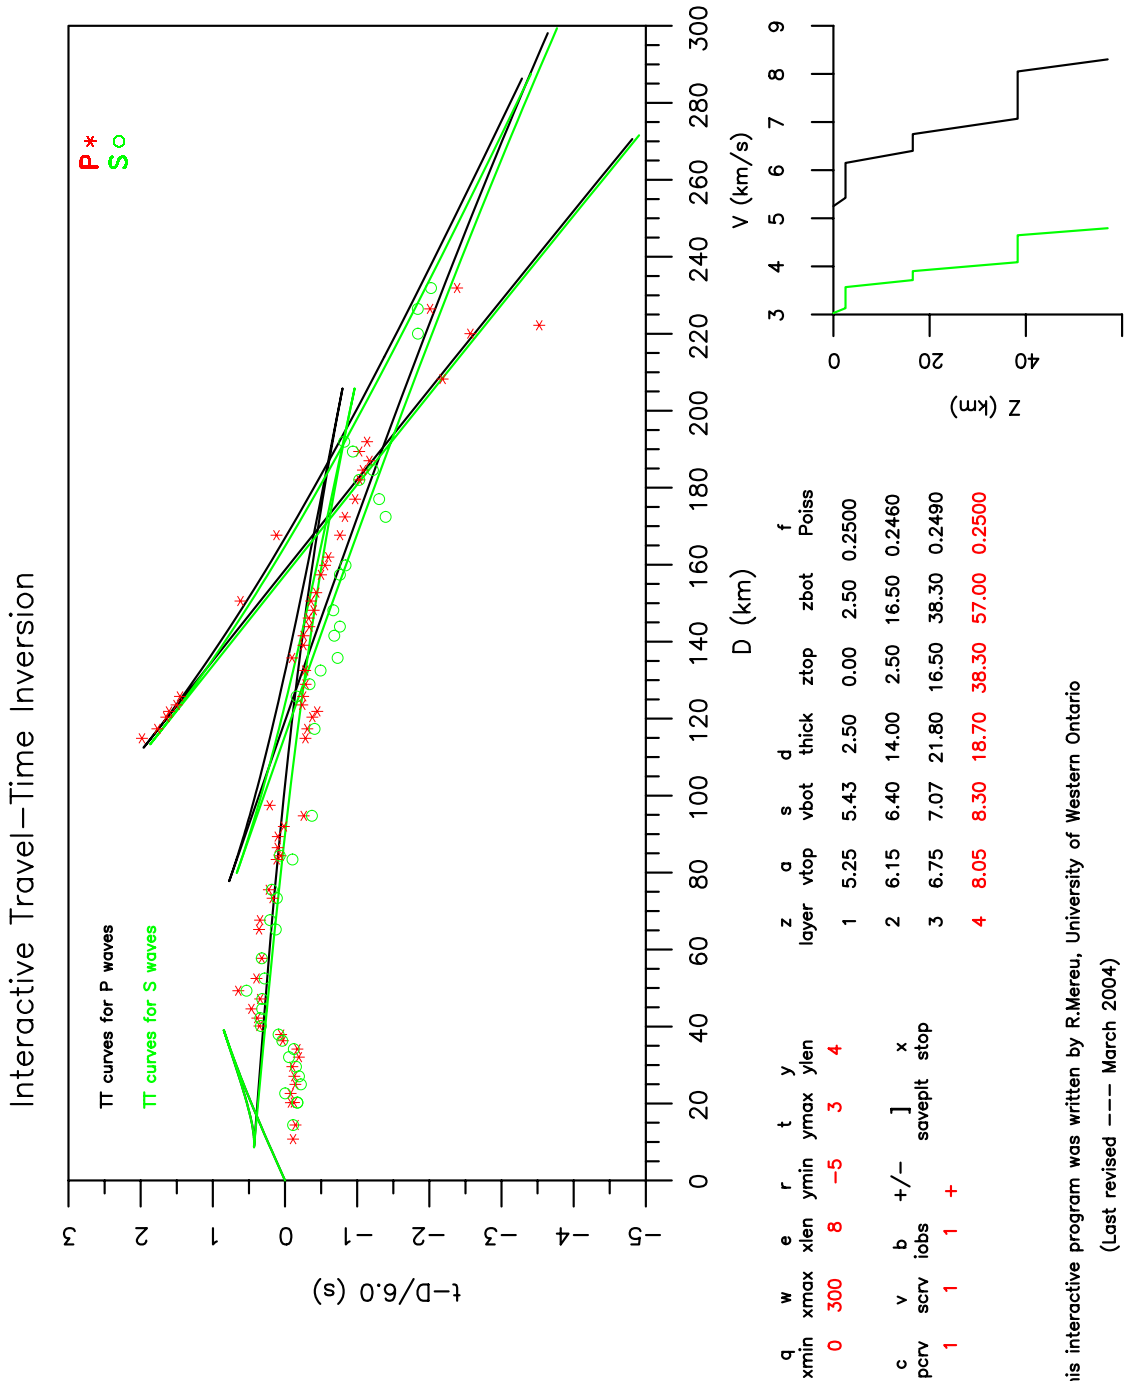 Interactive Travel-Time Inversion
TT curves for P waves
TT curves for S waves
P *
S o
3
2
1
0
-1
-2
-3
-4
-5
t-D/6.0 (s)
0 20 40 60 80 100 120 140 160 180 200 220 240 260 280 300
D (km)
9
8
7
6
5
4
3
V (km/s)
0 20 40
Z (km)
q w e r t y
xmin xmax xlen ymin ymax ylen
0 300 8 -5 3 4
c v b +/- ] x
pcrv scrv iobs saveplt stop
1 1 1 +
z a s d f
layer vtop vbot thick ztop zbot Poiss
1 5.25 5.43 2.50 0.00 2.50 0.2500
2 6.15 6.40 14.00 2.50 16.50 0.2460
3 6.75 7.07 21.80 16.50 38.30 0.2490
4 8.05 8.30 18.70 38.30 57.00 0.2500
his interactive program was written by R.Mereu, University of Western Ontario
(Last revised --- March 2004)